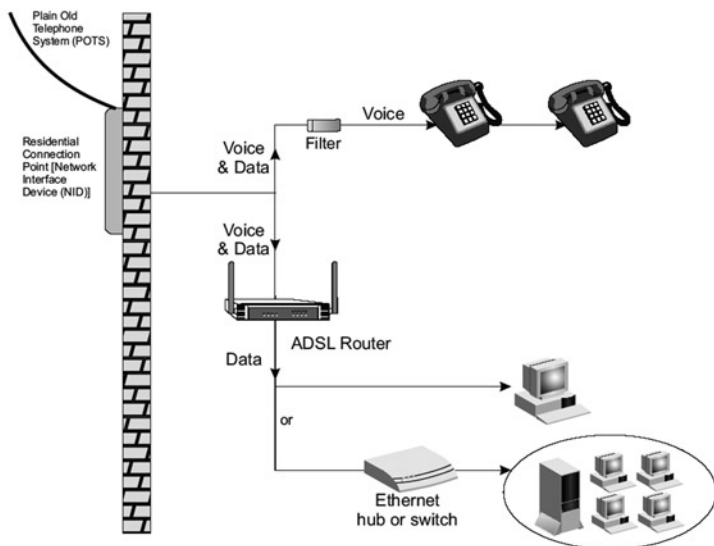 Plain Old
Telephone
System (POTS)
Residential
Connection
Point [Network
Interface
Device (NID)]
Voice
& Data
Filter
Voice
Voice
& Data
ADSL Router
Data
or
Ethernet
hub or switch